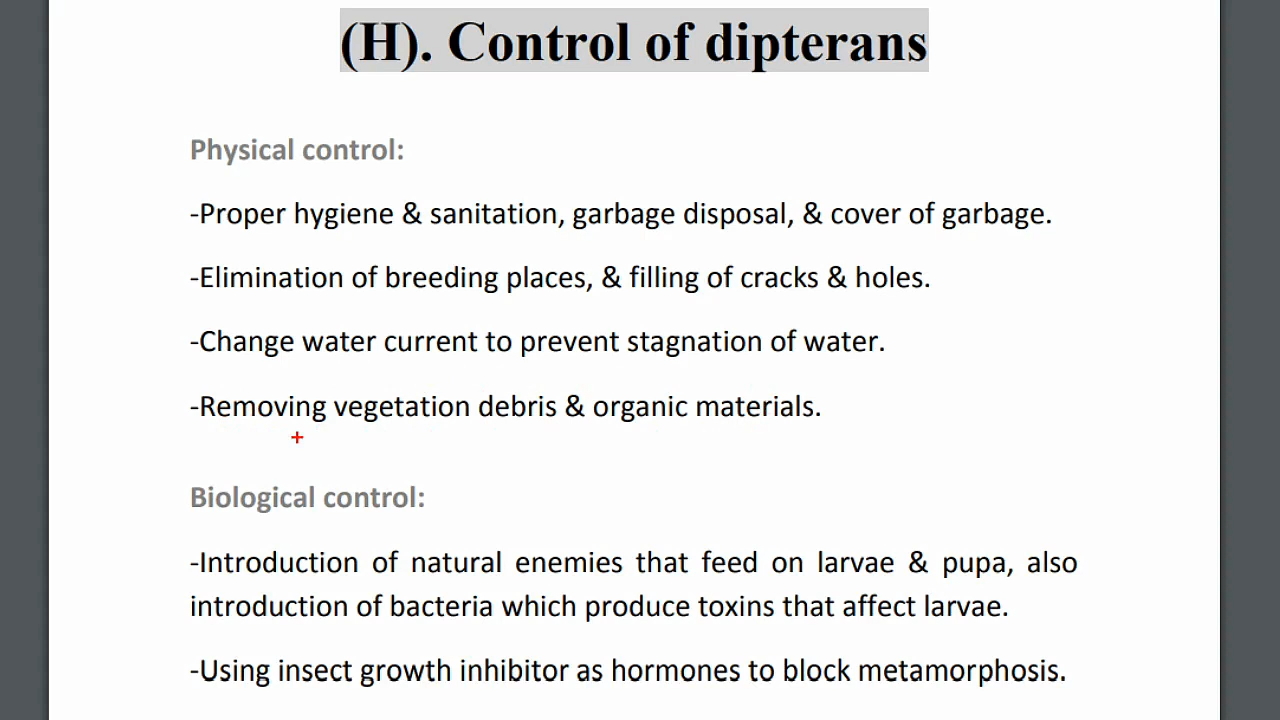 (H). Control of dipterans
Physical control:
-Proper hygiene & sanitation, garbage disposal, & cover of garbage.
-Elimination of breeding places, & filling of cracks & holes.
-Change water current to prevent stagnation of water.
-Removing vegetation debris & organic materials.
Biological control:
-Introduction of natural enemies that feed on larvae & pupa, also
introduction of bacteria which produce toxins that affect larvae.
-Using insect growth inhibitor as hormones to block metamorphosis.